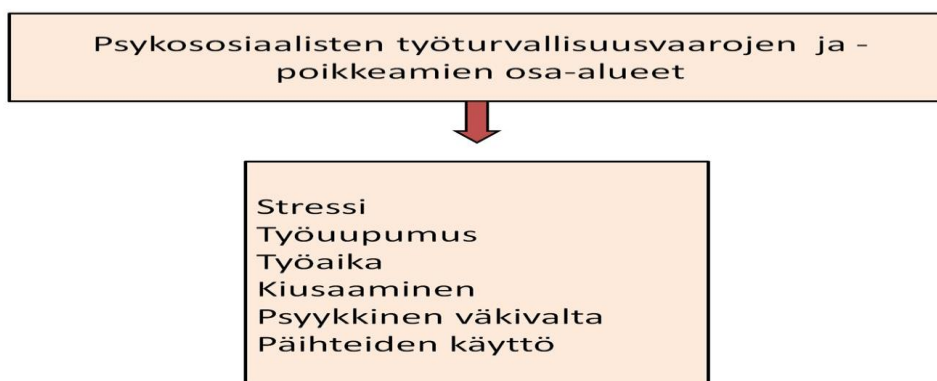 Psykososiaalisten työturvallisuusvaarojen ja -
poikkeamien osa-alueet
Stressi
Työuupumus
Työaika
Kiusaaminen
Psyykkinen väkivalta
Päihteiden käyttö